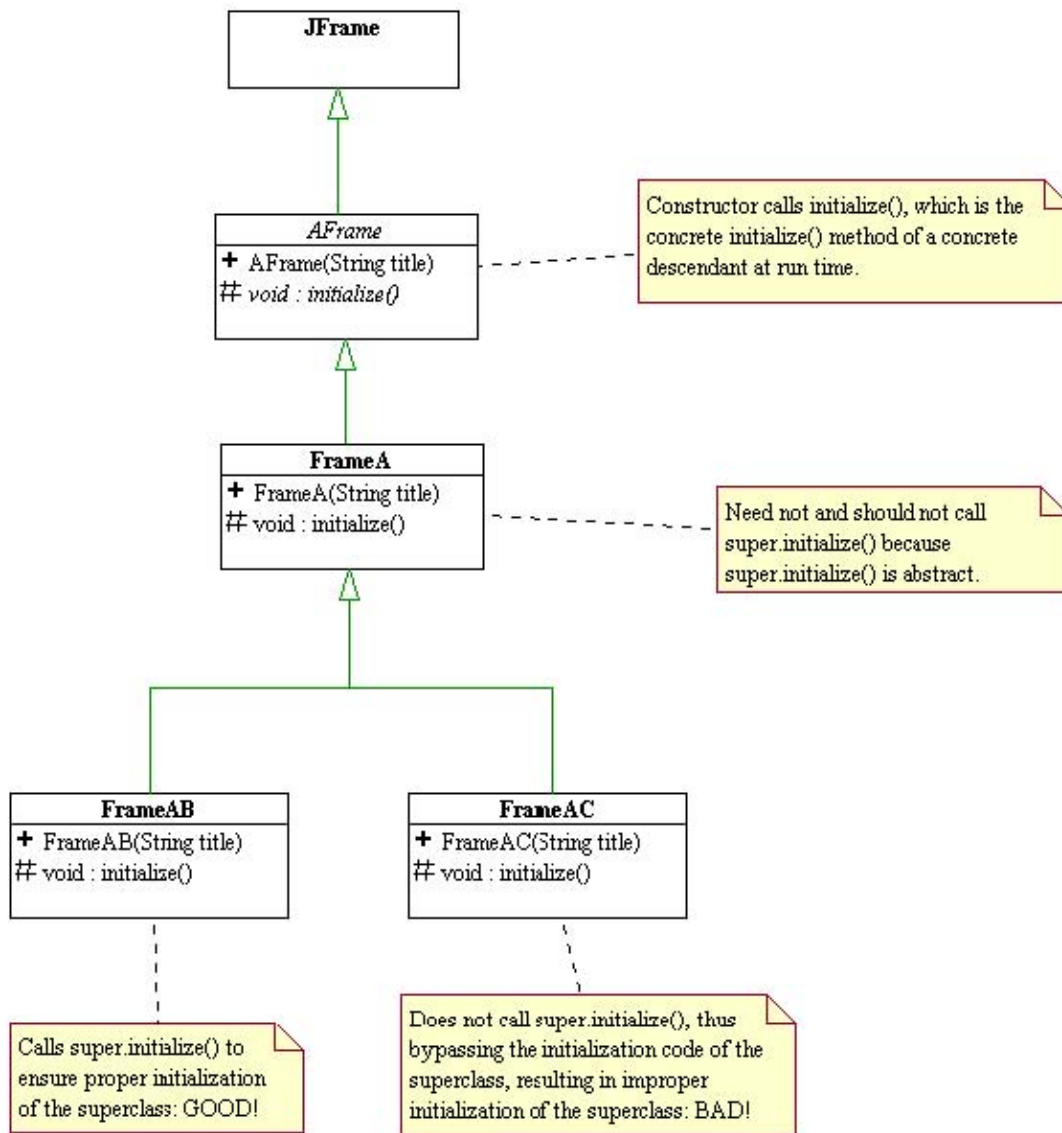 JFrame
AFrame
+ AFrame(String title)
# void : initialize()
Constructor calls initialize(), which is the
concrete initialize() method of a concrete
descendant at run time.
FrameA
+ FrameA(String title)
# void : initialize()
Need not and should not call
super.initialize() because
super.initialize() is abstract.
FrameAB
+ FrameAB(String title)
# void : initialize()
FrameAC
+ FrameAC(String title)
# void : initialize()
Calls super.initialize() to
ensure proper initialization
of the superclass: GOOD!
Does not call super.initialize(), thus
bypassing the initialization code of the
superclass, resulting in improper
initialization of the superclass: BAD!